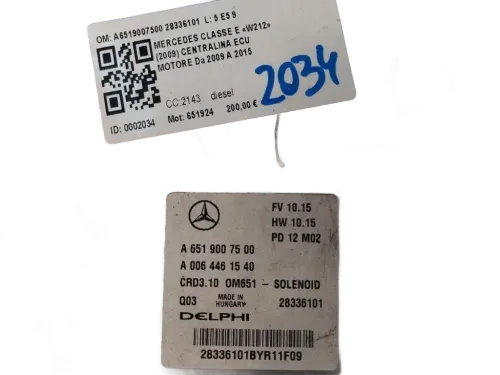 OM: A6519007500 28336101 L: 5 E5 9
MERCEDES CLASSE E «W212»
(2009) CENTRALINA ECU
MOTORE Da 2009 A 2015
CC:2143 diesel
ID: 0002034 Mot: 651924 200,00 €
2034
FV 10.15
HW 10.15
PD 12 M02
A 651 900 75 00
A 006 446 15 40
CRD3.10 OM651 - SOLENOID
Q03 MADE IN HUNGARY 28336101
DELPHI
28336101BYR11F09